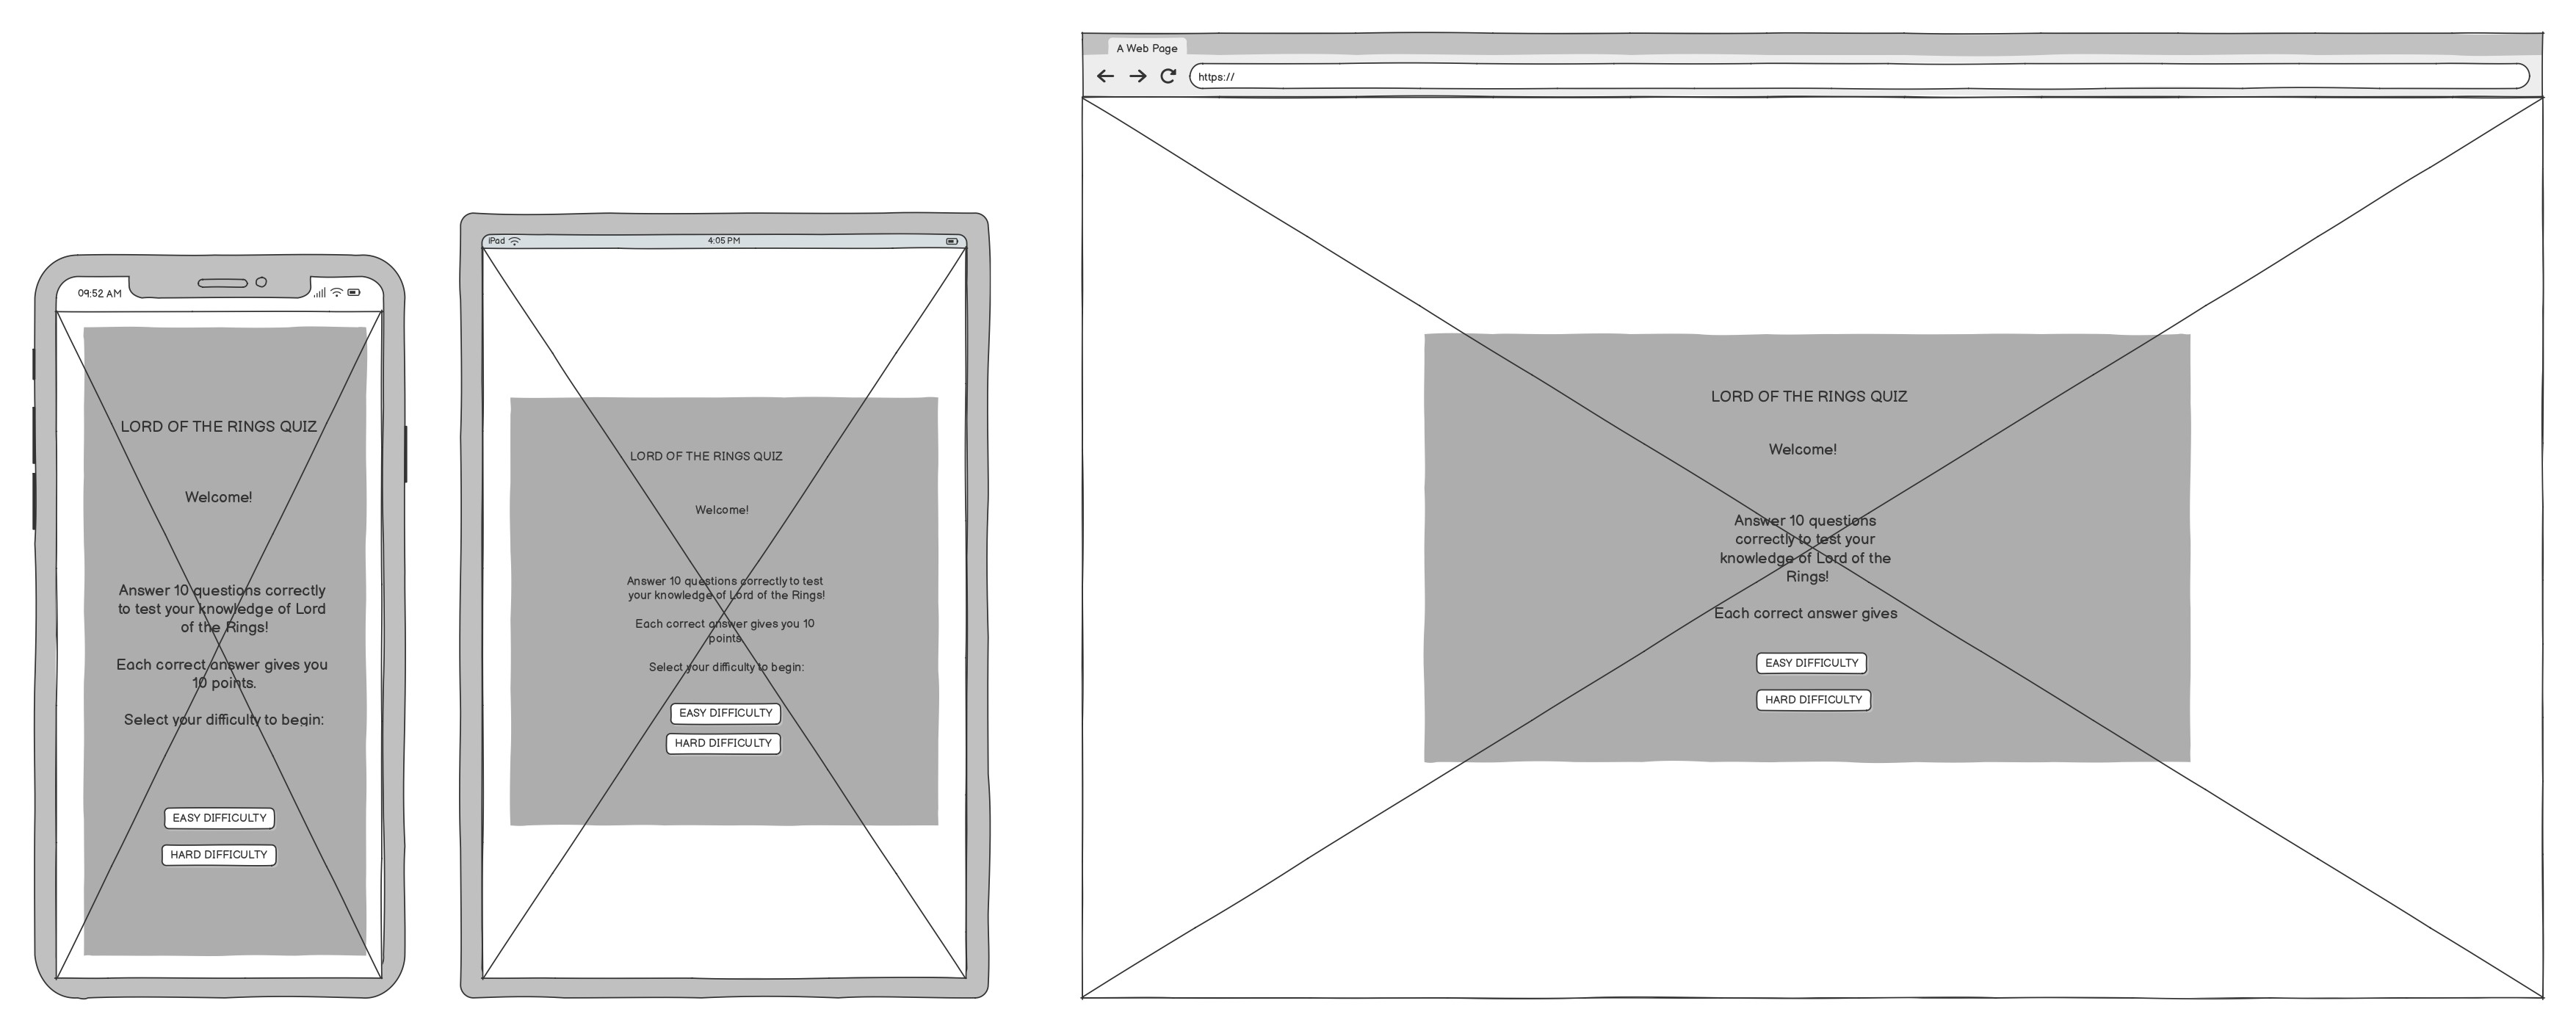 09:52 AM
LORD OF THE RINGS QUIZ
Welcome!
Answer 10 questions correctly
to test your knowledge of Lord
of the Rings!
Each correct answer gives you
10 points.
Select your difficulty to begin:
EASY DIFFICULTY
HARD DIFFICULTY
iPad
4:05 PM
LORD OF THE RINGS QUIZ
Welcome!
Answer 10 questions correctly to test
your knowledge of Lord of the Rings!
Each correct answer gives you 10
points.
Select your difficulty to begin:
EASY DIFFICULTY
HARD DIFFICULTY
A Web Page
https://
LORD OF THE RINGS QUIZ
Welcome!
Answer 10 questions
correctly to test your
knowledge of Lord of the
Rings!
Each correct answer gives
EASY DIFFICULTY
HARD DIFFICULTY